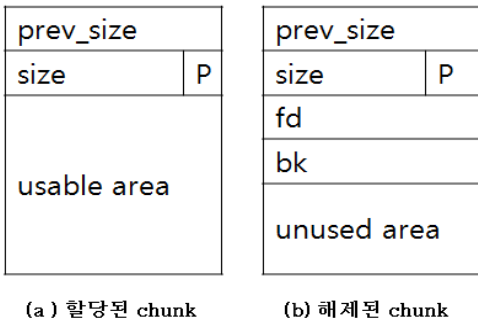 prev_size
size P
usable area
(a ) 할당된 chunk
prev_size
size P
fd
bk
unused area
(b) 해제된 chunk